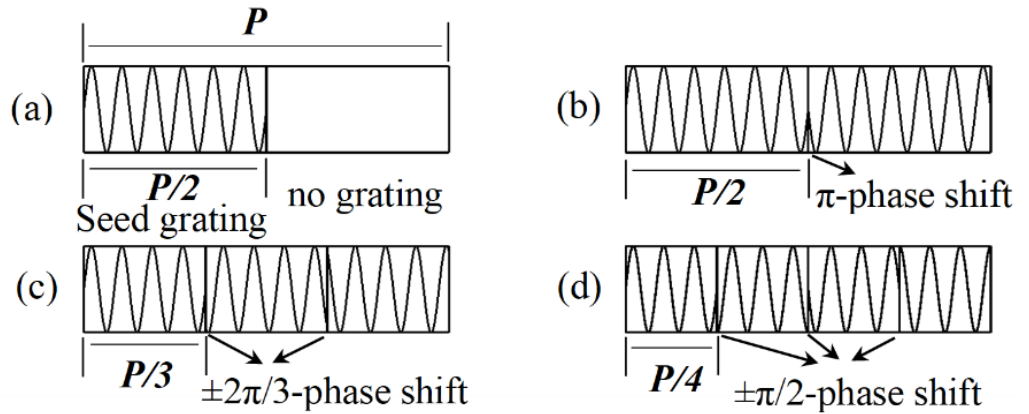 P
(a)
P/2
no grating
Seed grating
(b)
P/2
π-phase shift
(c)
P/3
±2π/3-phase shift
(d)
P/4
±π/2-phase shift